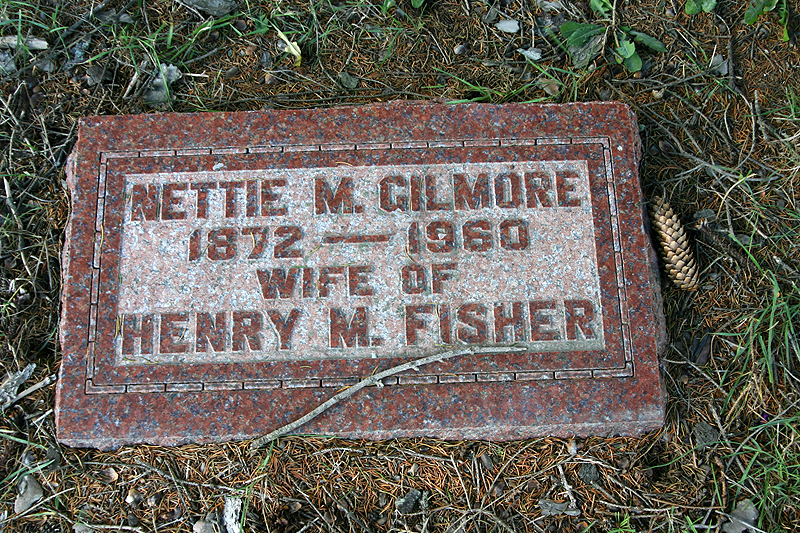 NETTIE M. GILMORE
1872 — 1960
WIFE OF
HENRY M. FISHER